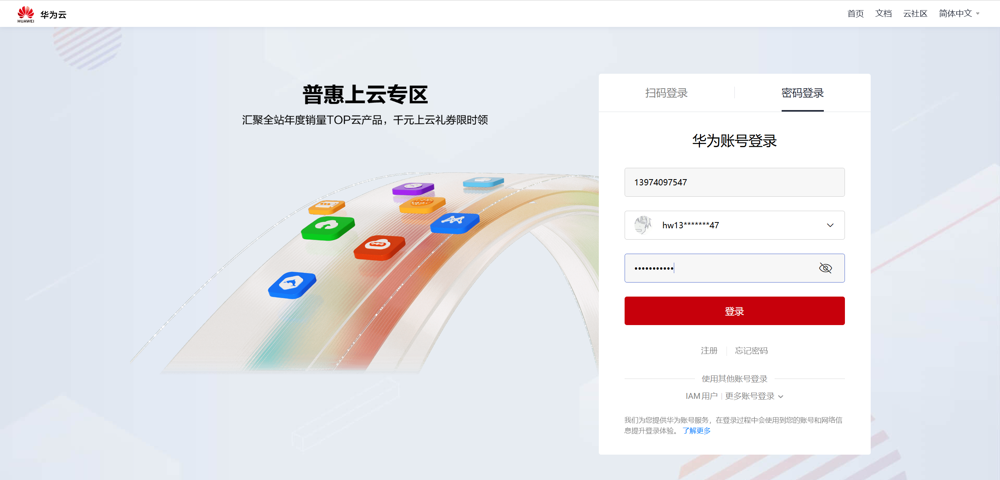 HUAWEI
华为云
首页
文档
云社区
简体中文
普惠上云专区
汇聚全站年度销量TOP云产品，千元上云礼券限时领
扫码登录
密码登录
华为账号登录
13974097547
hw13*******47
•••••••••••
登录
注册
忘记密码
使用其他账号登录
IAM 用户
更多账号登录
我们为您提供华为账号服务，在登录过程中会使用到您的账号和网络信
息提升登录体验。 了解更多